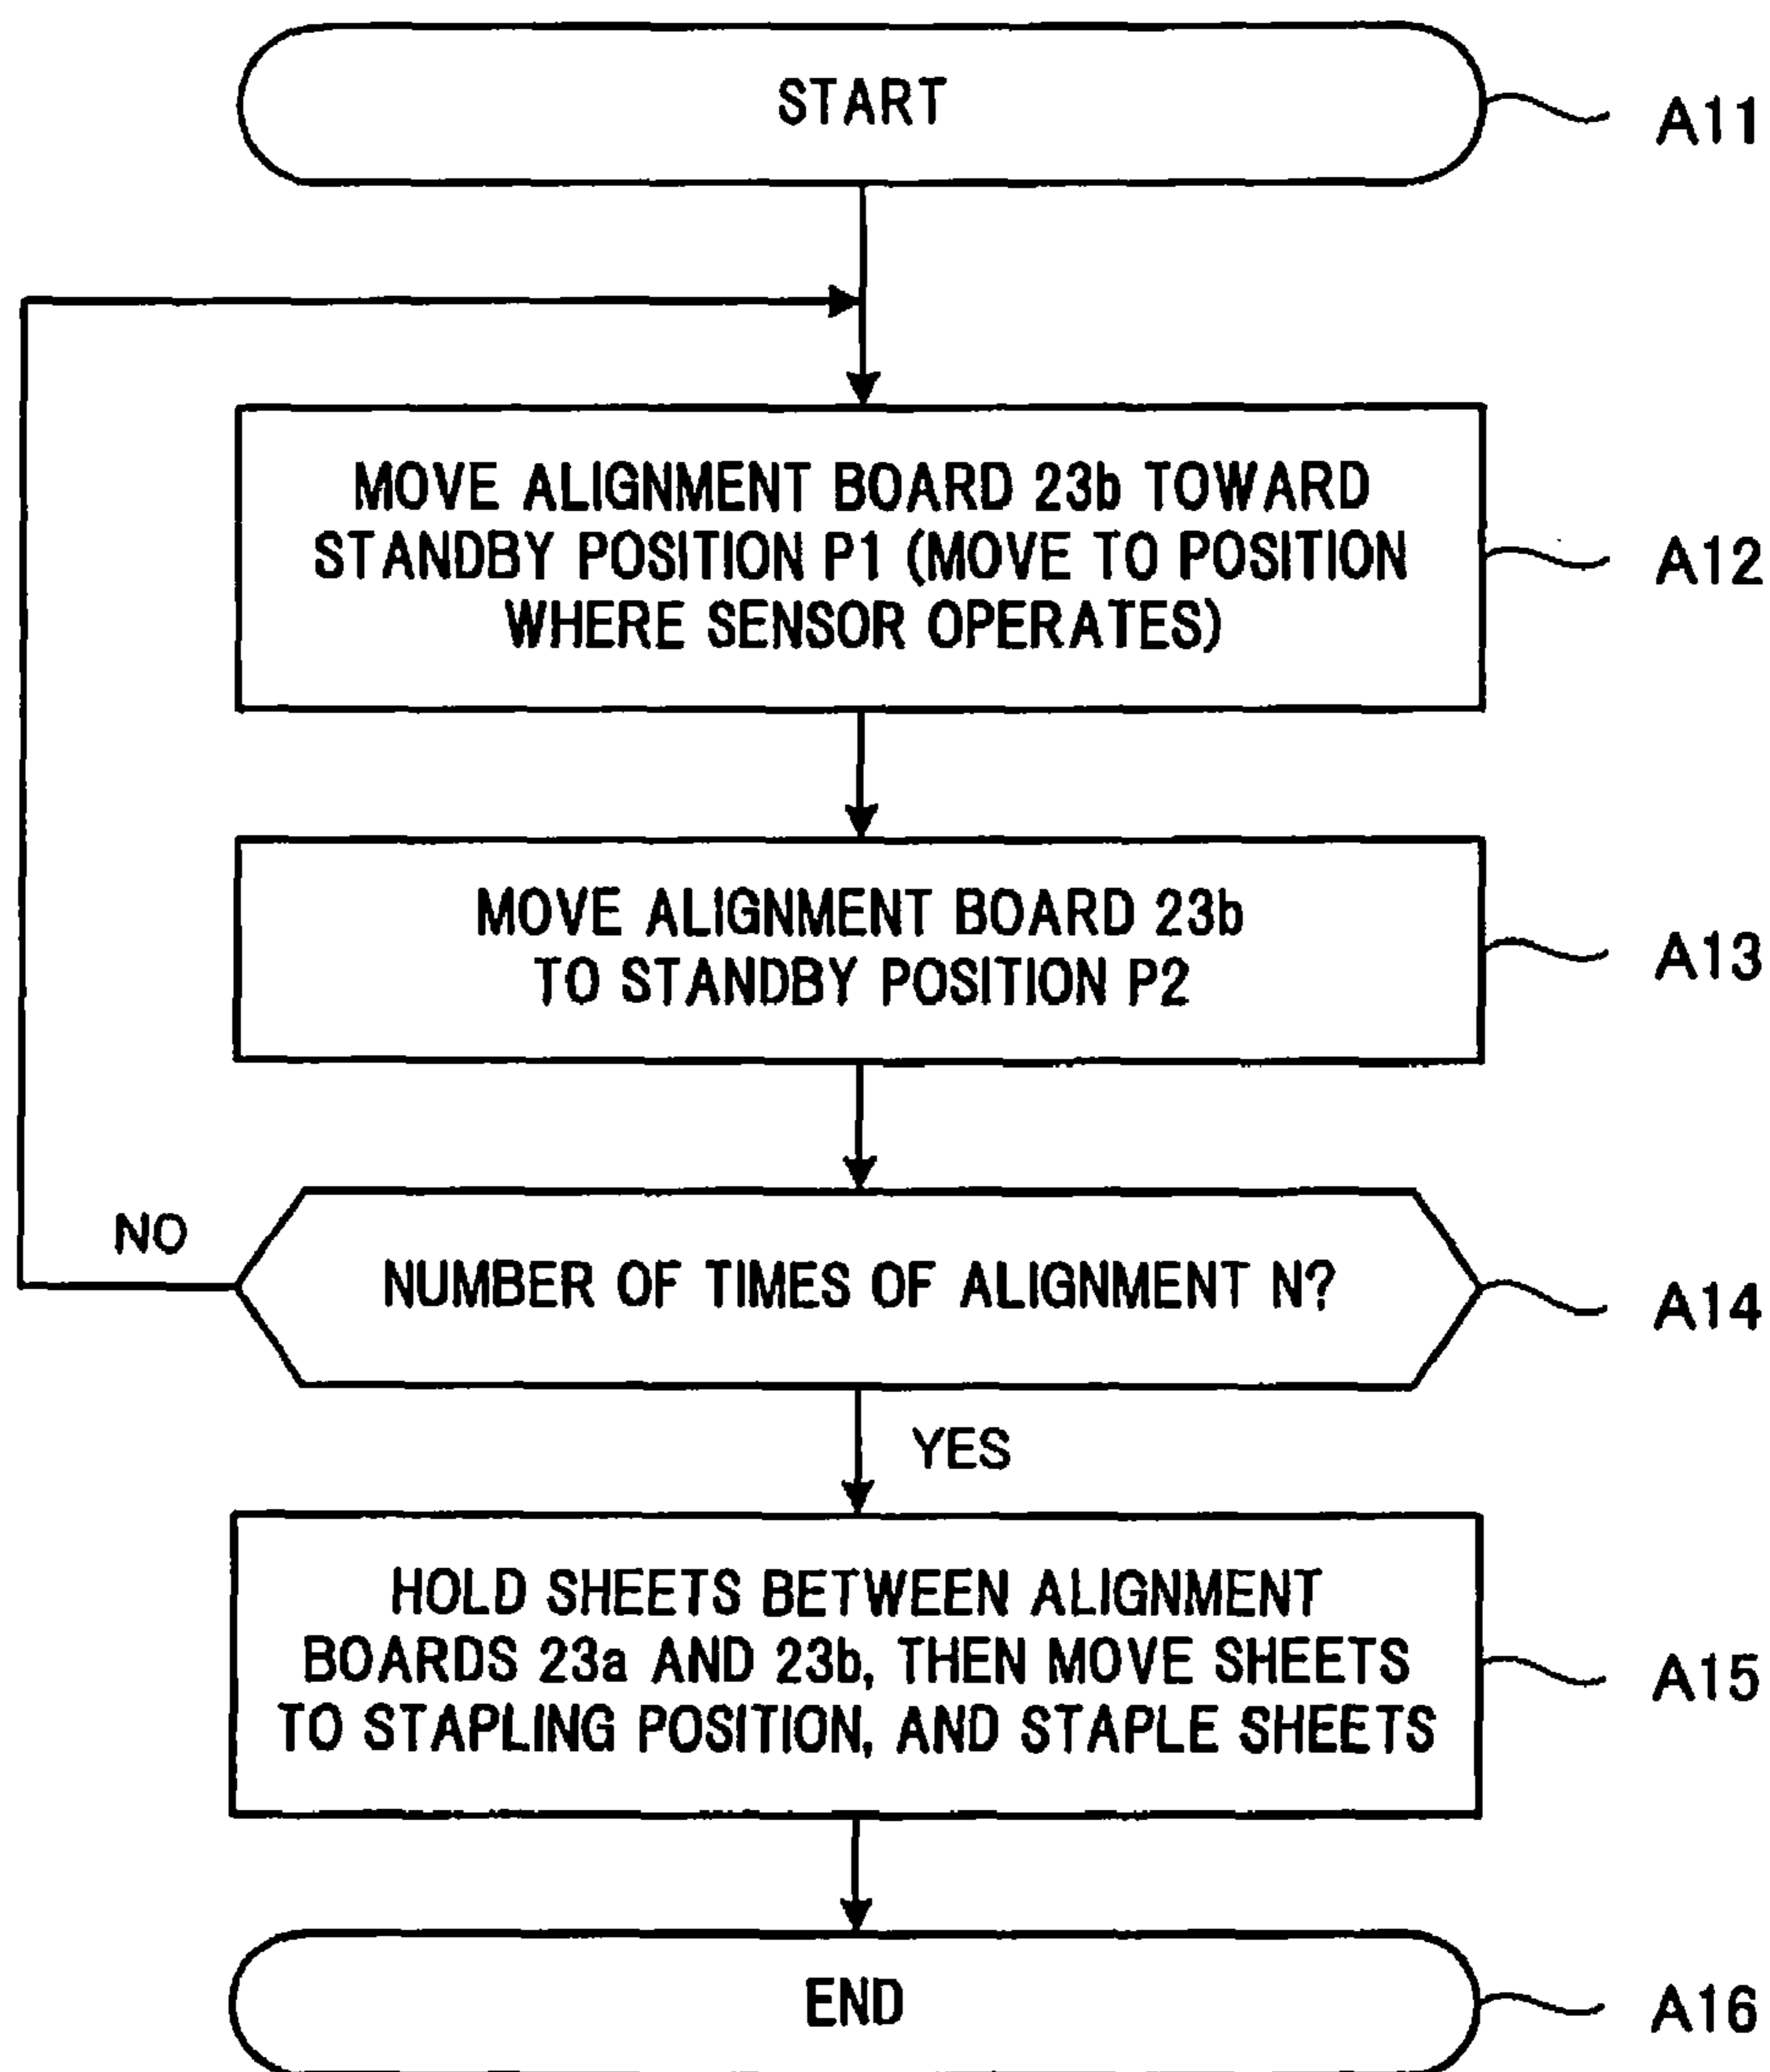 START
A11
MOVE ALIGNMENT BOARD 23b TOWARD
STANDBY POSITION P1 (MOVE TO POSITION
WHERE SENSOR OPERATES)
A12
MOVE ALIGNMENT BOARD 23b
TO STANDBY POSITION P2
A13
NO
NUMBER OF TIMES OF ALIGNMENT N?
A14
YES
HOLD SHEETS BETWEEN ALIGNMENT
BOARDS 23a AND 23b, THEN MOVE SHEETS
TO STAPLING POSITION, AND STAPLE SHEETS
A15
END
A16